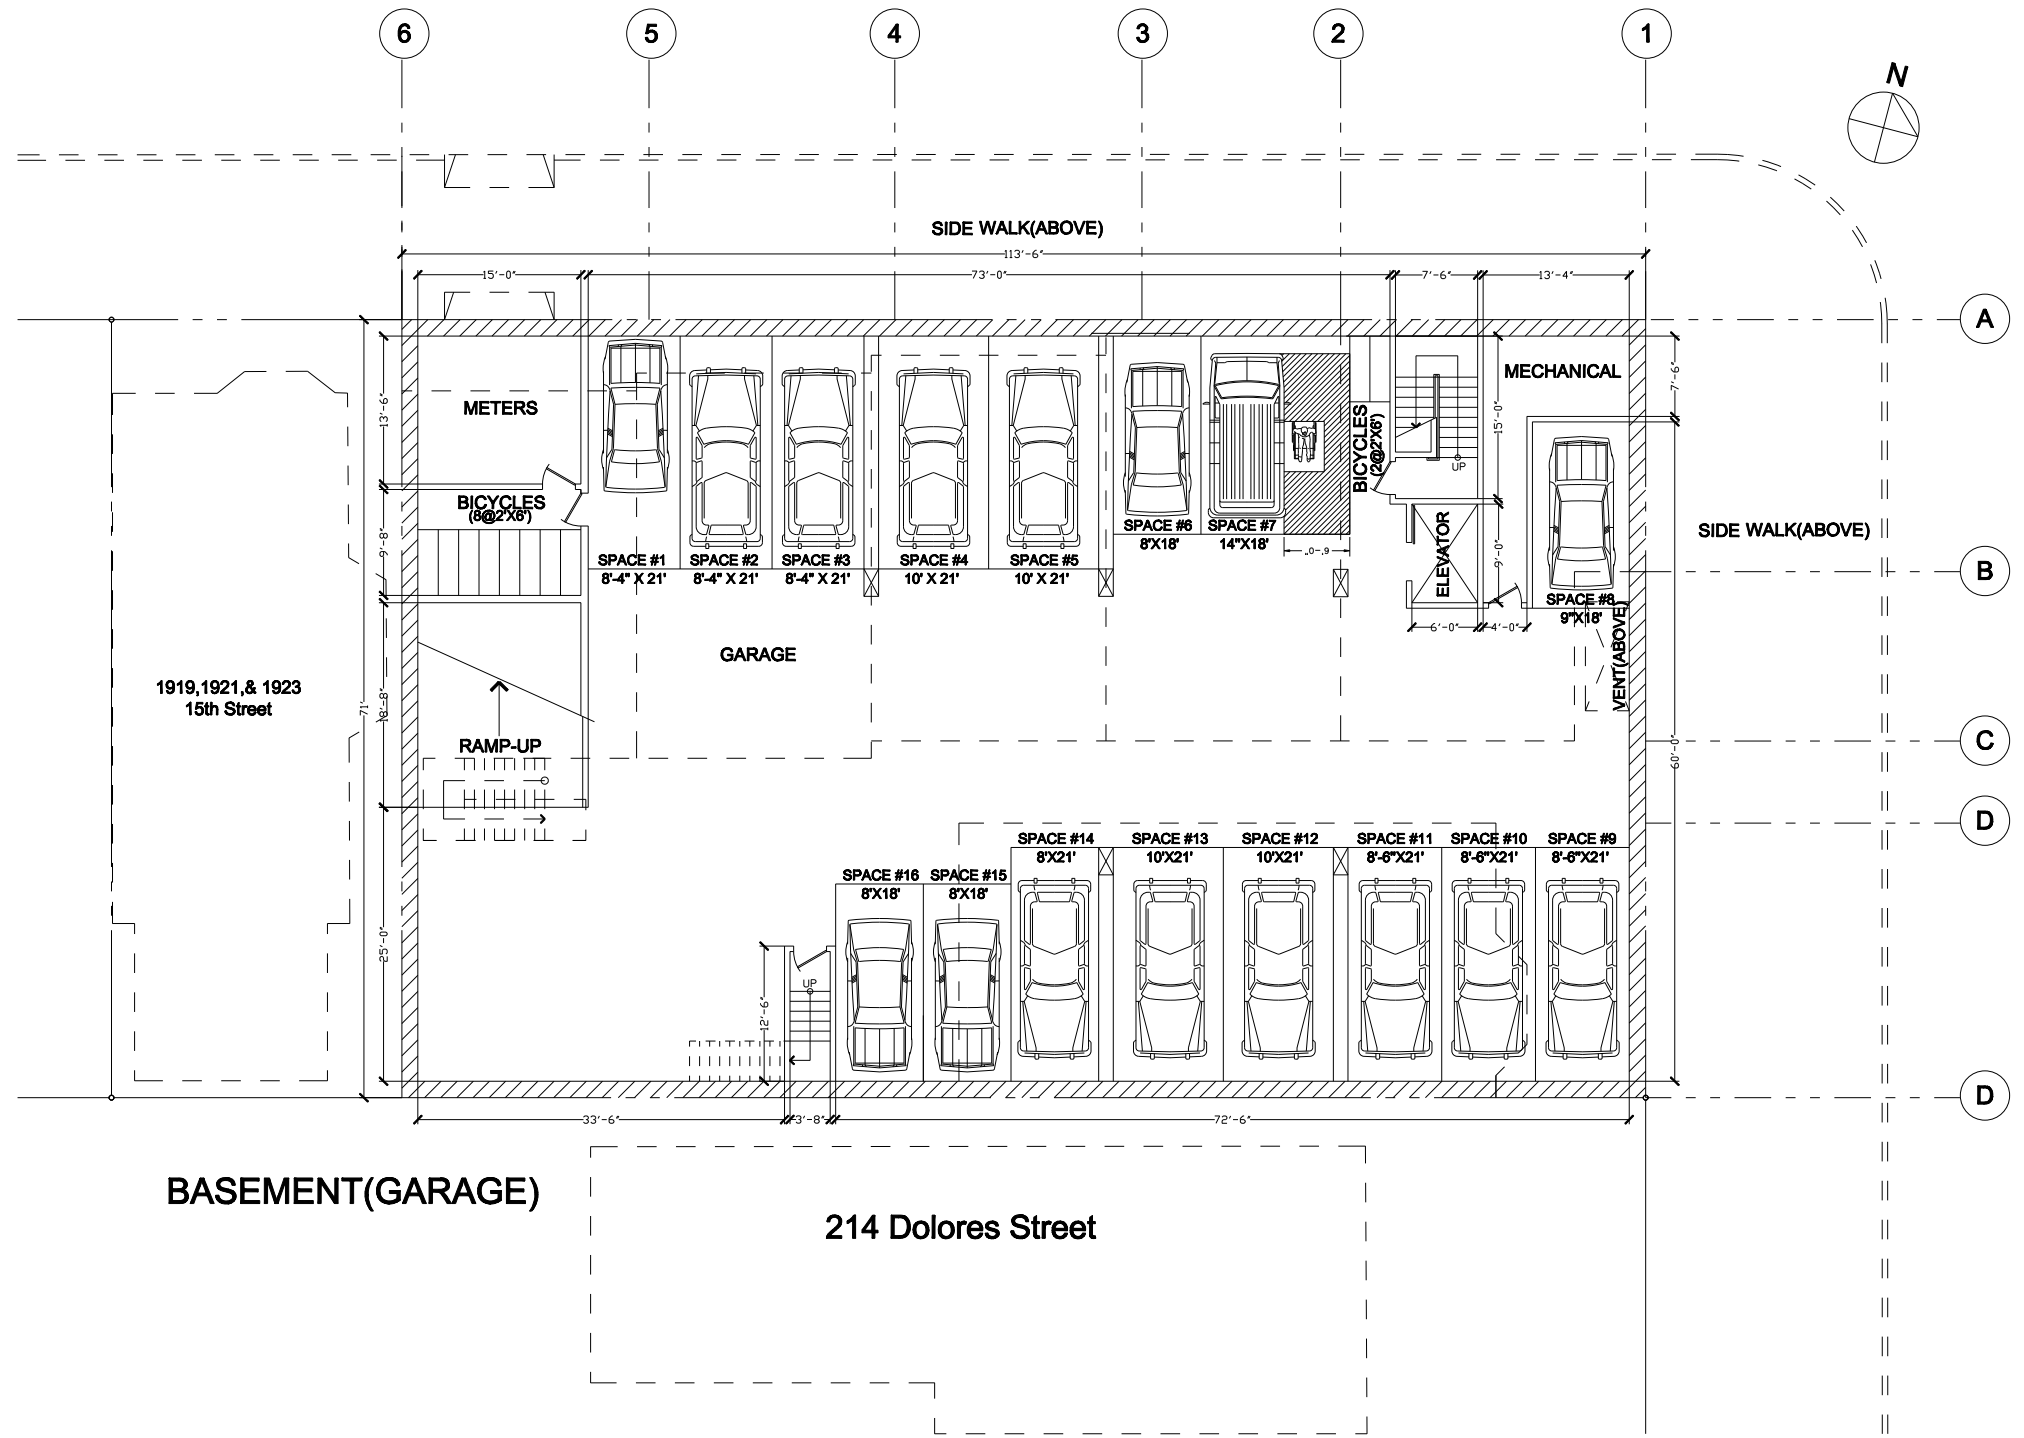 6
5
4
3
2
1
N
SIDE WALK(ABOVE)
113'-6"
15'-0"
73'-0"
7'-6"
13'-4"
A
METERS
13'-6"
BICYCLES
(8@2'X6')
9'-8"
SPACE #1
8'-4" X 21'
SPACE #2
8'-4" X 21'
SPACE #3
8'-4" X 21'
SPACE #4
10' X 21'
SPACE #5
10' X 21'
SPACE #6
8'X18'
SPACE #7
14"X18'
6'-0"
BICYCLES
(2@2'X6')
UP
15'-0"
MECHANICAL
7'-6"
ELEVATOR
9'-0"
6'-0"
4'-0"
SPACE #8
9"X18'
VENT(ABOVE)
SIDE WALK(ABOVE)
B
GARAGE
1919,1921,& 1923
15th Street
71'
18'-8"
RAMP-UP
60'-0"
C
D
SPACE #14
8'X21'
SPACE #13
10'X21'
SPACE #12
10'X21'
SPACE #11
8'-6"X21'
SPACE #10
8'-6"X21'
SPACE #9
8'-6"X21'
SPACE #16
8'X18'
SPACE #15
8'X18'
25'-0"
12'-6"
UP
D
33'-6"
3'-8"
72'-6"
BASEMENT(GARAGE)
214 Dolores Street